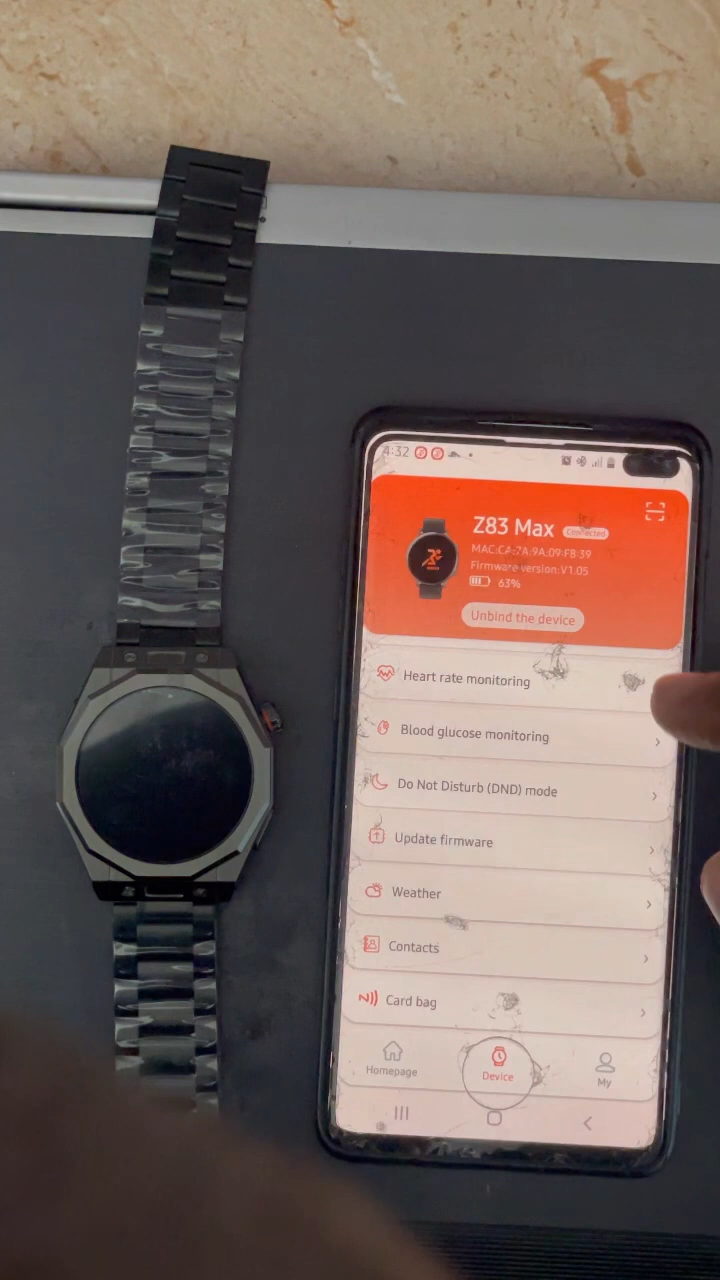 4:32
Z83 Max Connected
MAC:CA:7A:9A:09:F8:39
Firmware version:V1.05
63%
Unbind the device
Heart rate monitoring
Blood glucose monitoring
Do Not Disturb (DND) mode
Update firmware
Weather
Contacts
Card bag
Homepage
Device
My